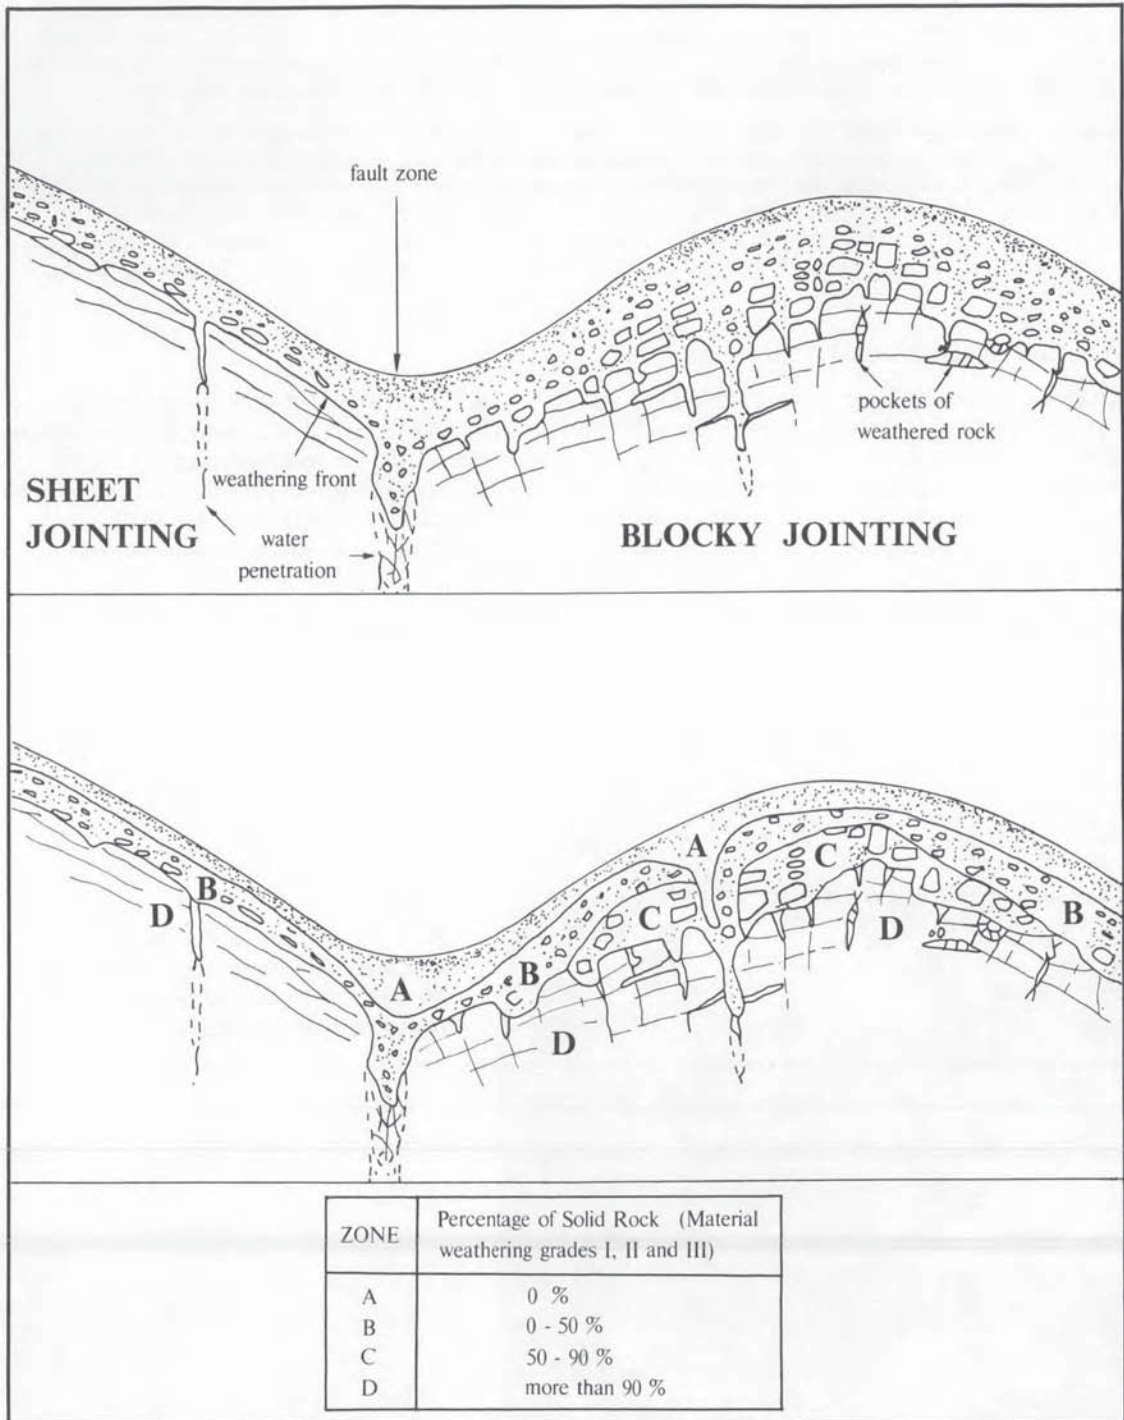 fault zone
pockets of
weathered rock
weathering front
SHEET
JOINTING
water
penetration
BLOCKY JOINTING
A
B
C
C
B
D
D
A
B
D
ZONE
Percentage of Solid Rock (Material
weathering grades I, II and III)
A 0 %
B 0 - 50 %
C 50 - 90 %
D more than 90 %